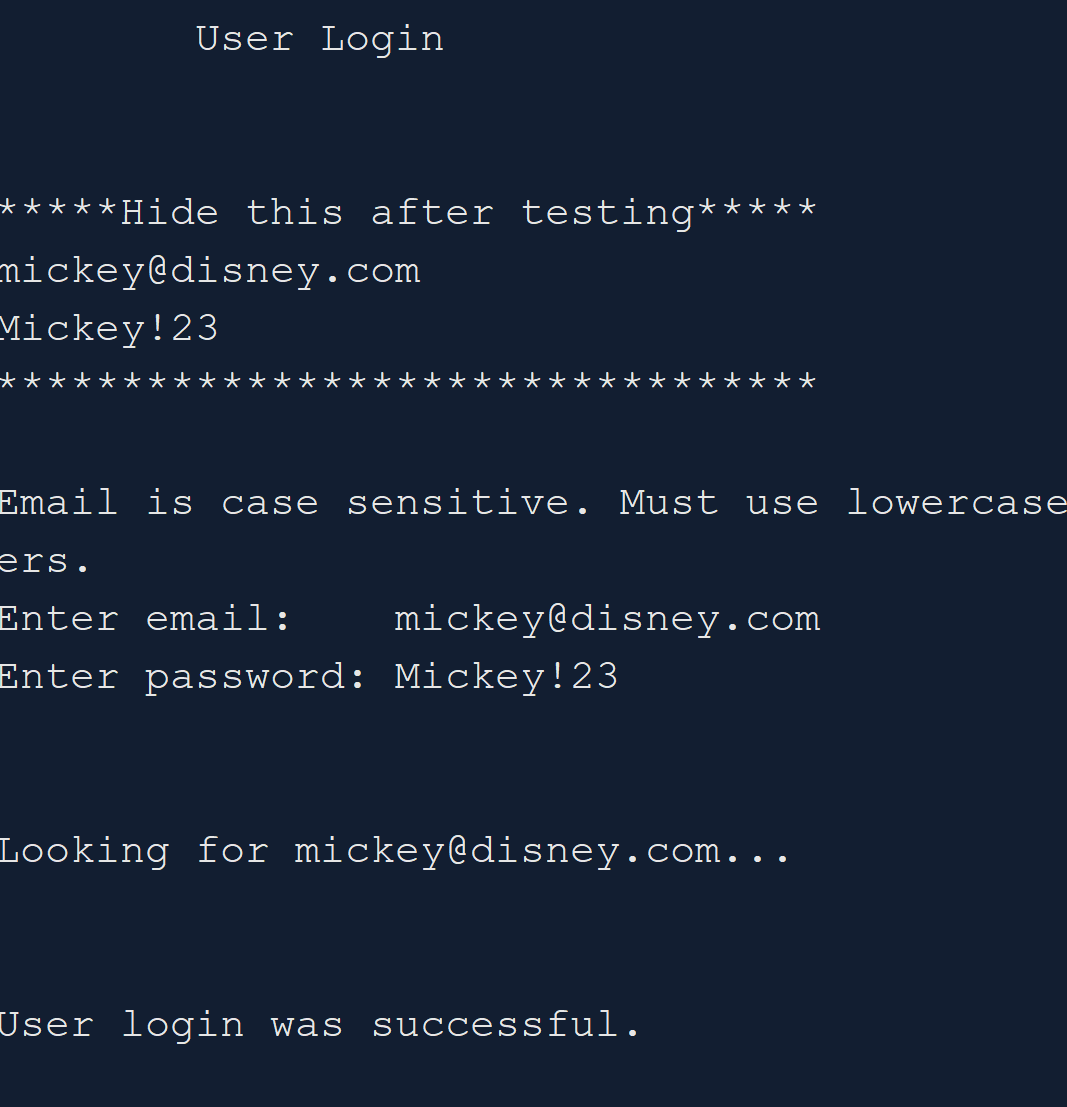 User Login
*****Hide this after testing*****
mickey@disney.com
Mickey!23
*********************************
Email is case sensitive. Must use lowercase
ers.
Enter email: mickey@disney.com
Enter password: Mickey!23
Looking for mickey@disney.com...
User login was successful.